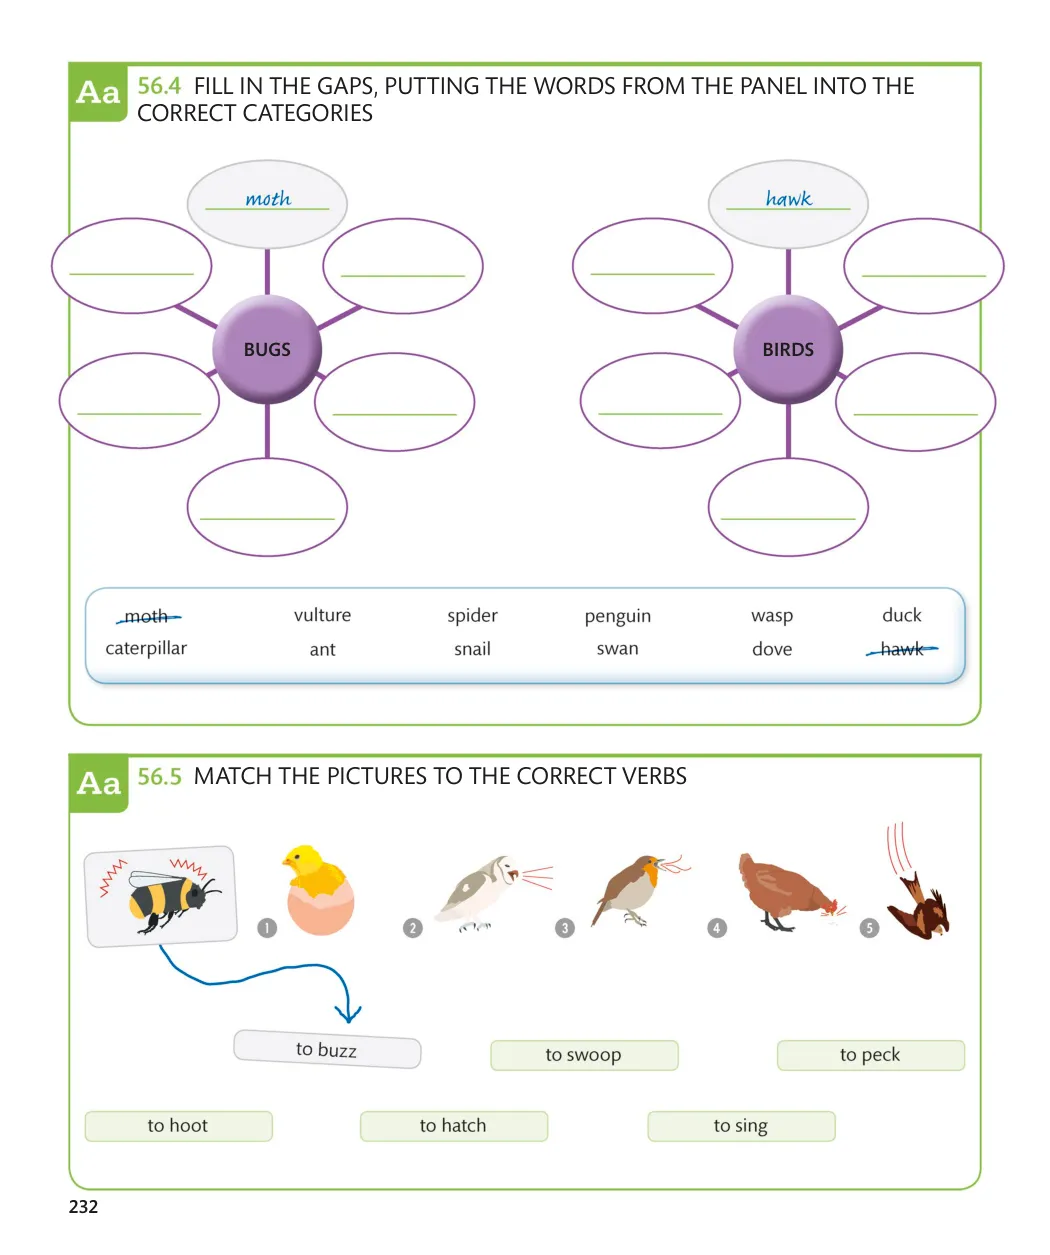 Aa 56.4 FILL IN THE GAPS, PUTTING THE WORDS FROM THE PANEL INTO THE
CORRECT CATEGORIES
moth
BUGS
hawk
BIRDS
moth vulture spider penguin wasp duck
caterpillar ant snail swan dove hawk
Aa 56.5 MATCH THE PICTURES TO THE CORRECT VERBS
1 2 3 4 5
to buzz to swoop to peck
to hoot to hatch to sing
232